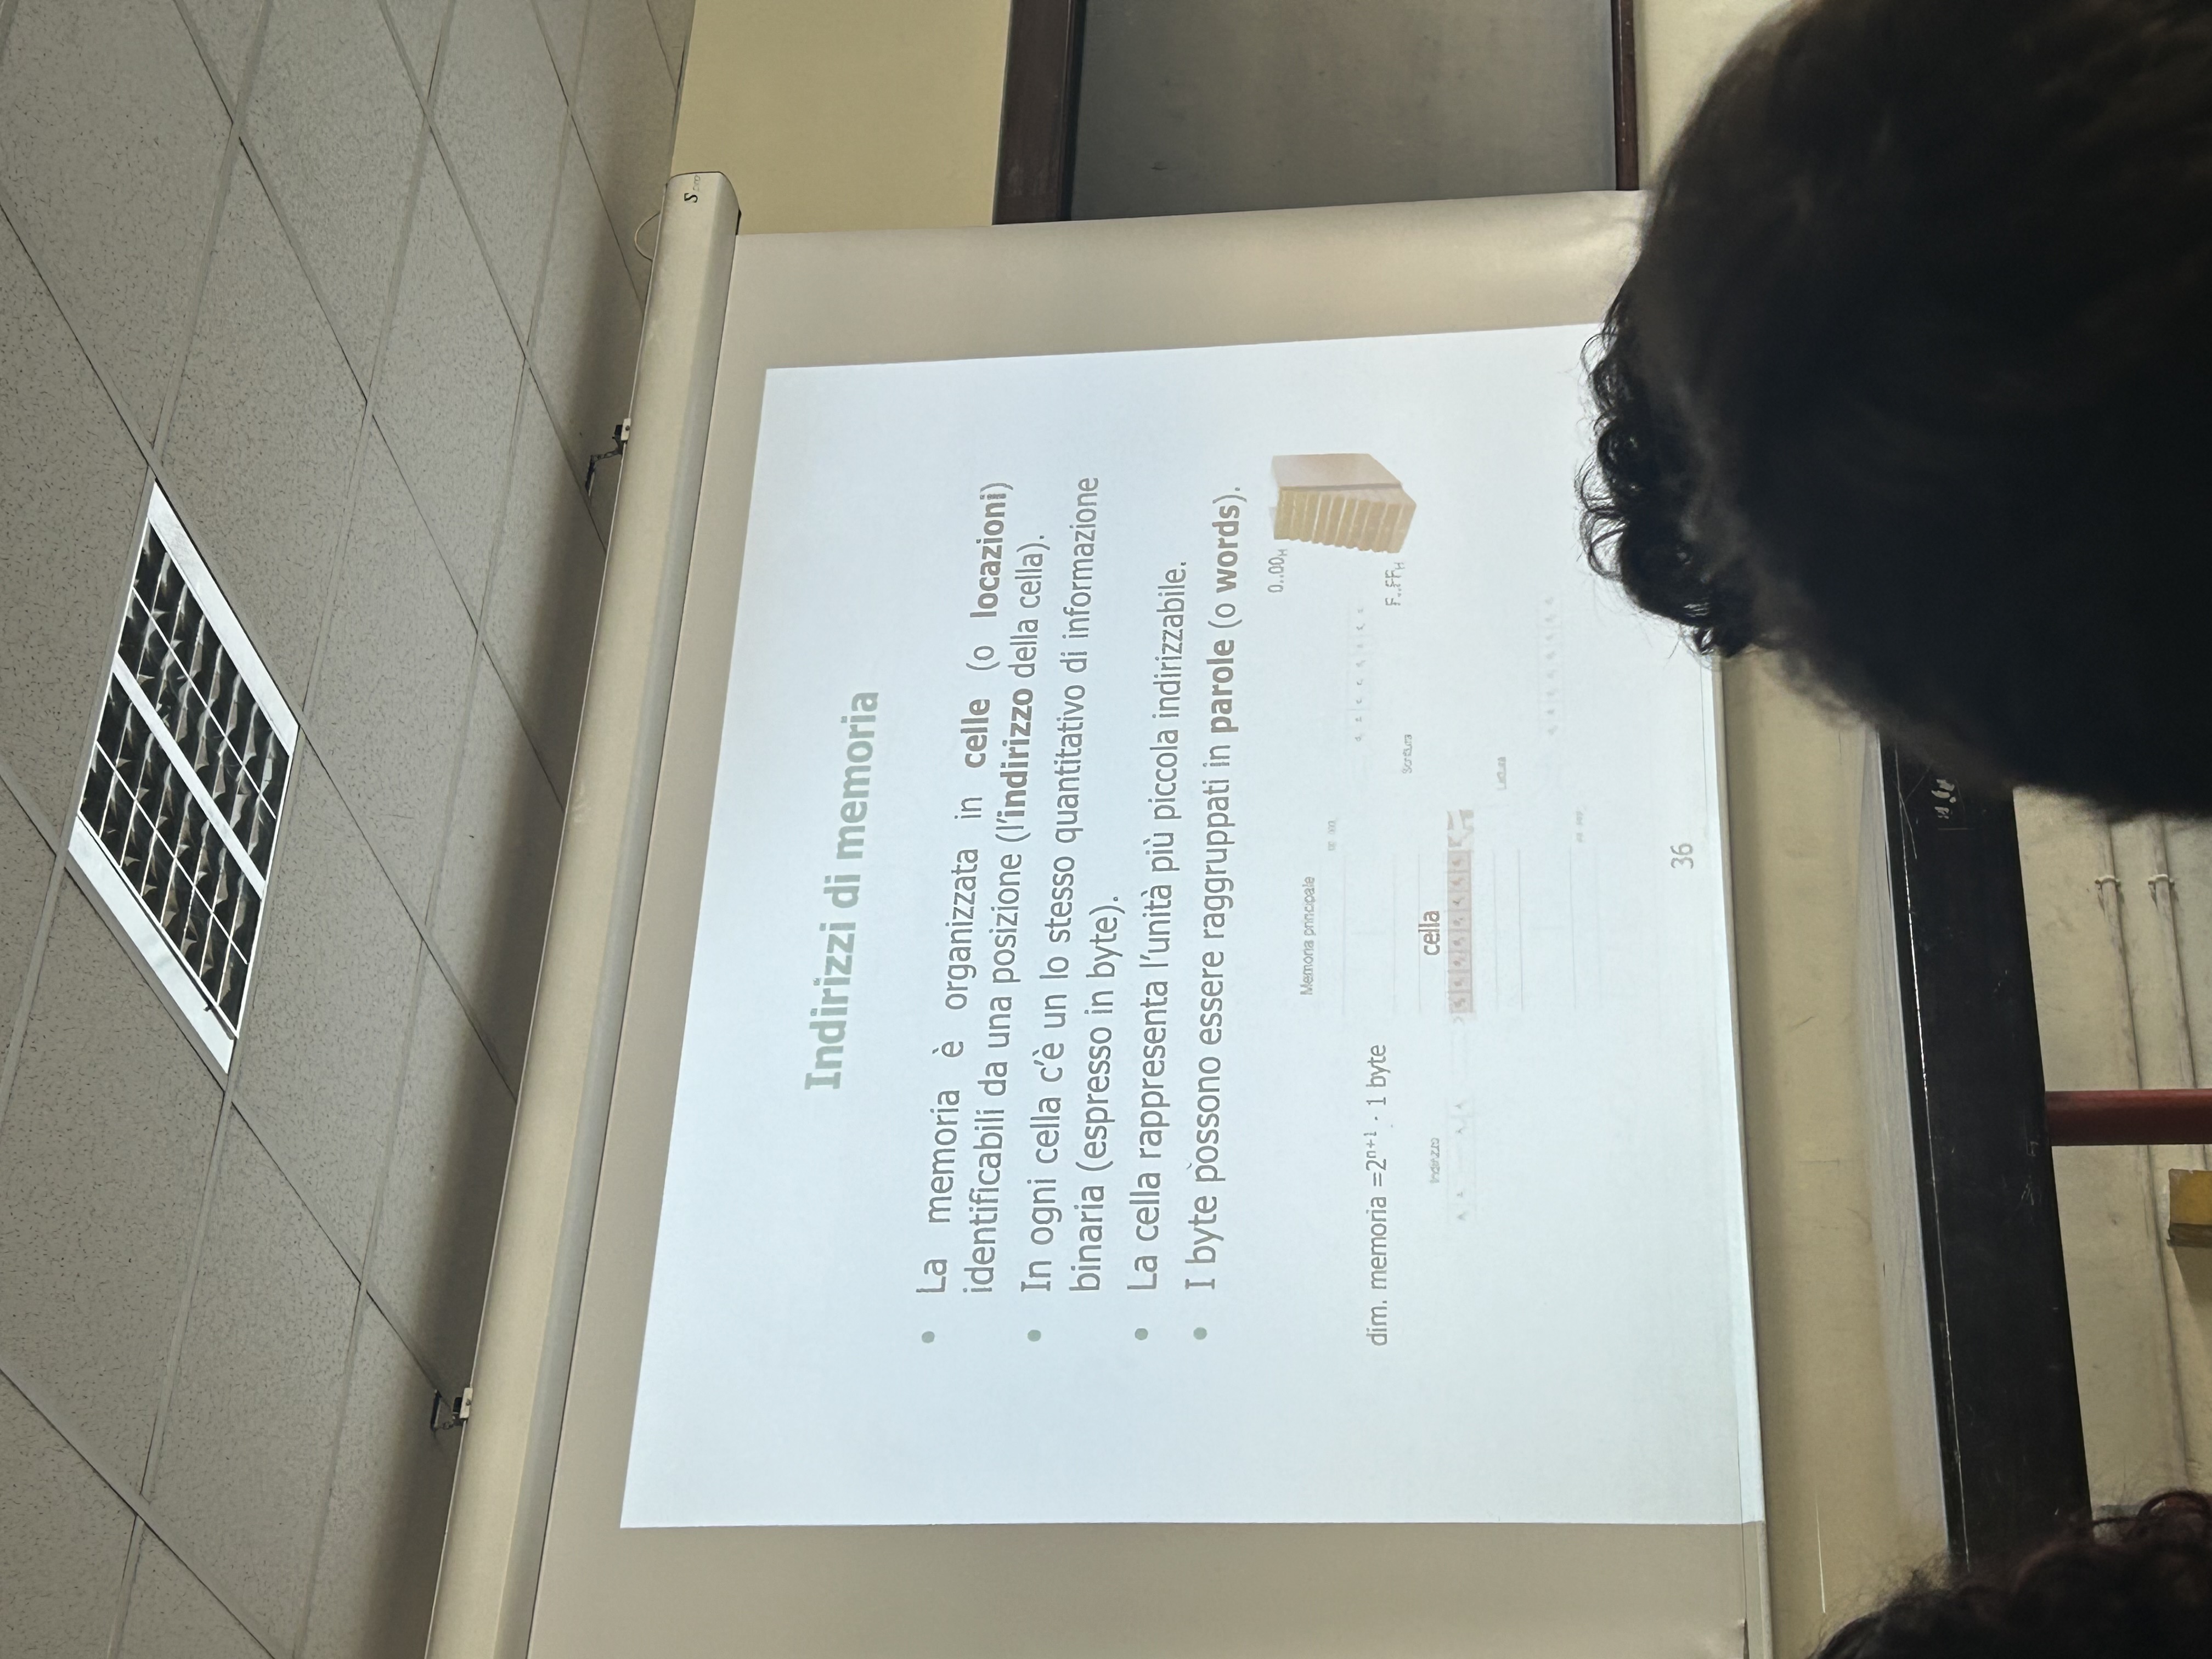 Indirizzi di memoria
• La memoria è organizzata in celle (o locazioni)
identificabili da una posizione (l'indirizzo della cella).
• In ogni cella c'è un lo stesso quantitativo di informazione
binaria (espresso in byte).
• La cella rappresenta l'unità più piccola indirizzabile.
• I byte possono essere raggruppati in parole (o words).
0..00H
Memoria principale
dim. memoria =2ⁿ⁺¹ · 1 byte
F..FFH
Scrittura
cella
Indirizzo
Lettura
36